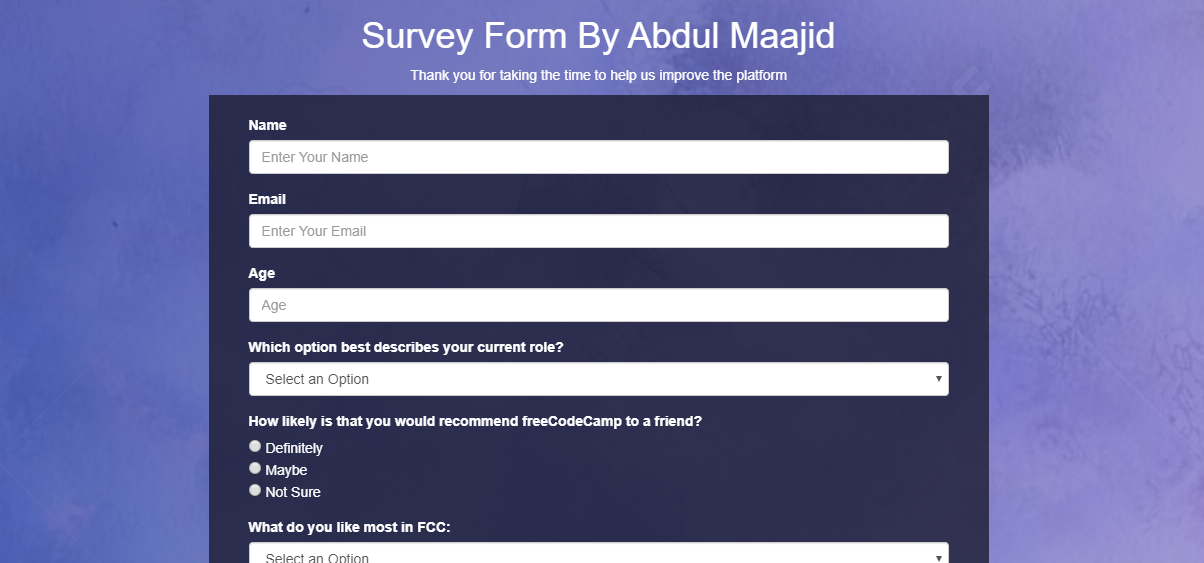 Survey Form By Abdul Maajid
Thank you for taking the time to help us improve the platform
Name
Enter Your Name
Email
Enter Your Email
Age
Age
Which option best describes your current role?
Select an Option
How likely is that you would recommend freeCodeCamp to a friend?
Definitely
Maybe
Not Sure
What do you like most in FCC:
Select an Option